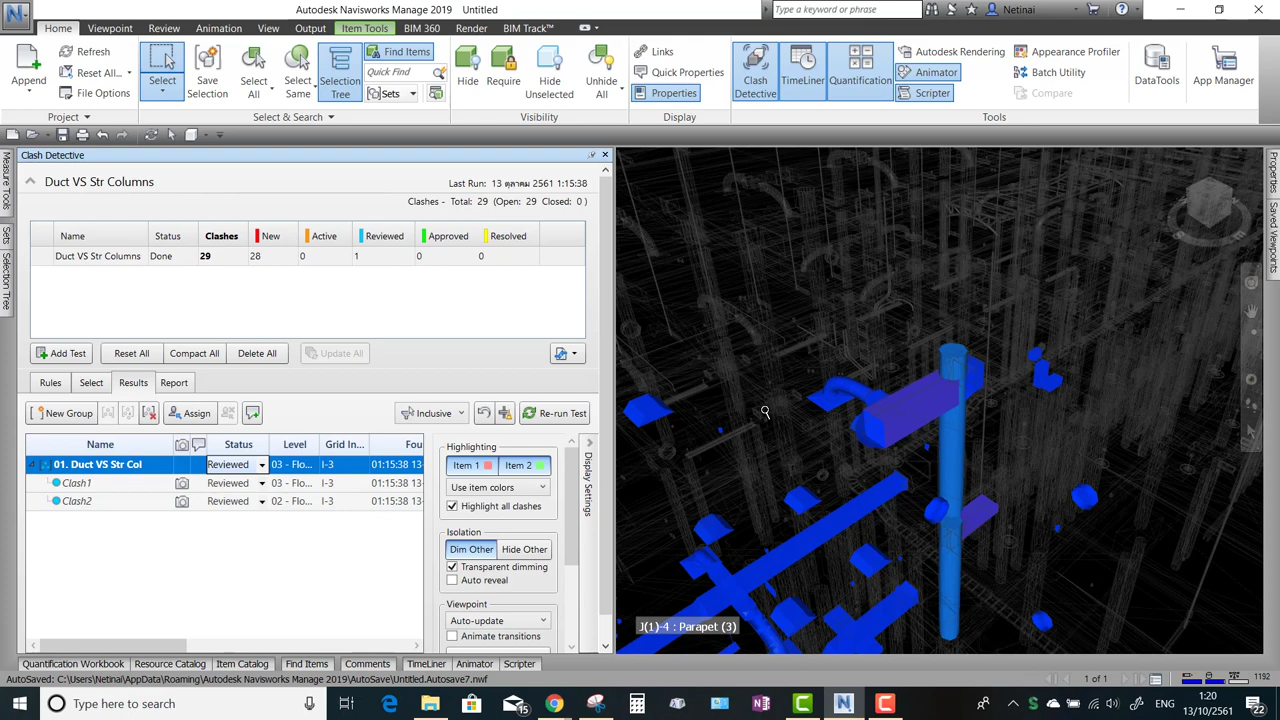 Autodesk Navisworks Manage 2019 Untitled
Type a keyword or phrase
Netinai
Home Viewpoint Review Animation View Output Item Tools BIM 360 Render BIM Track™
Append
Refresh
Reset All...
File Options
Project
Select
Save Selection
Select All
Select Same
Selection Tree
Find Items
Quick Find
Sets
Select & Search
Hide
Require
Hide Unselected
Unhide All
Visibility
Links
Quick Properties
Properties
Display
Clash Detective
TimeLiner
Quantification
Autodesk Rendering
Animator
Scripter
Appearance Profiler
Batch Utility
Compare
DataTools
App Manager
Tools
Measure Tools
Sets
Selection Tree
Clash Detective
Duct VS Str Columns
Last Run: 13 ตุลาคม 2561 1:15:38
Clashes - Total: 29 (Open: 29 Closed: 0 )
Name Status Clashes New Active Reviewed Approved Resolved
Duct VS Str Columns Done 29 28 0 1 0 0
Add Test Reset All Compact All Delete All Update All
Rules Select Results Report
New Group Assign Inclusive Re-run Test
Name Status Level Grid In... Fou
01. Duct VS Str Col Reviewed 03 - Flo... I-3 01:15:38 13-
Clash1 Reviewed 03 - Flo... I-3 01:15:38 13-
Clash2 Reviewed 02 - Flo... I-3 01:15:38 13-
Highlighting
Item 1 Item 2
Use item colors
Highlight all clashes
Isolation
Dim Other Hide Other
Transparent dimming
Auto reveal
Viewpoint
Auto-update
Animate transitions
Display Settings
J(1)-4 : Parapet (3)
Properties
Saved Viewpoints
Quantification Workbook Resource Catalog Item Catalog Find Items Comments TimeLiner Animator Scripter
AutoSaved: C:\Users\Netinai\AppData\Roaming\Autodesk Navisworks Manage 2019\AutoSave\Untitled.Autosave7.nwf
1 of 1
1192
Type here to search
15
ENG
1:20
13/10/2561
22